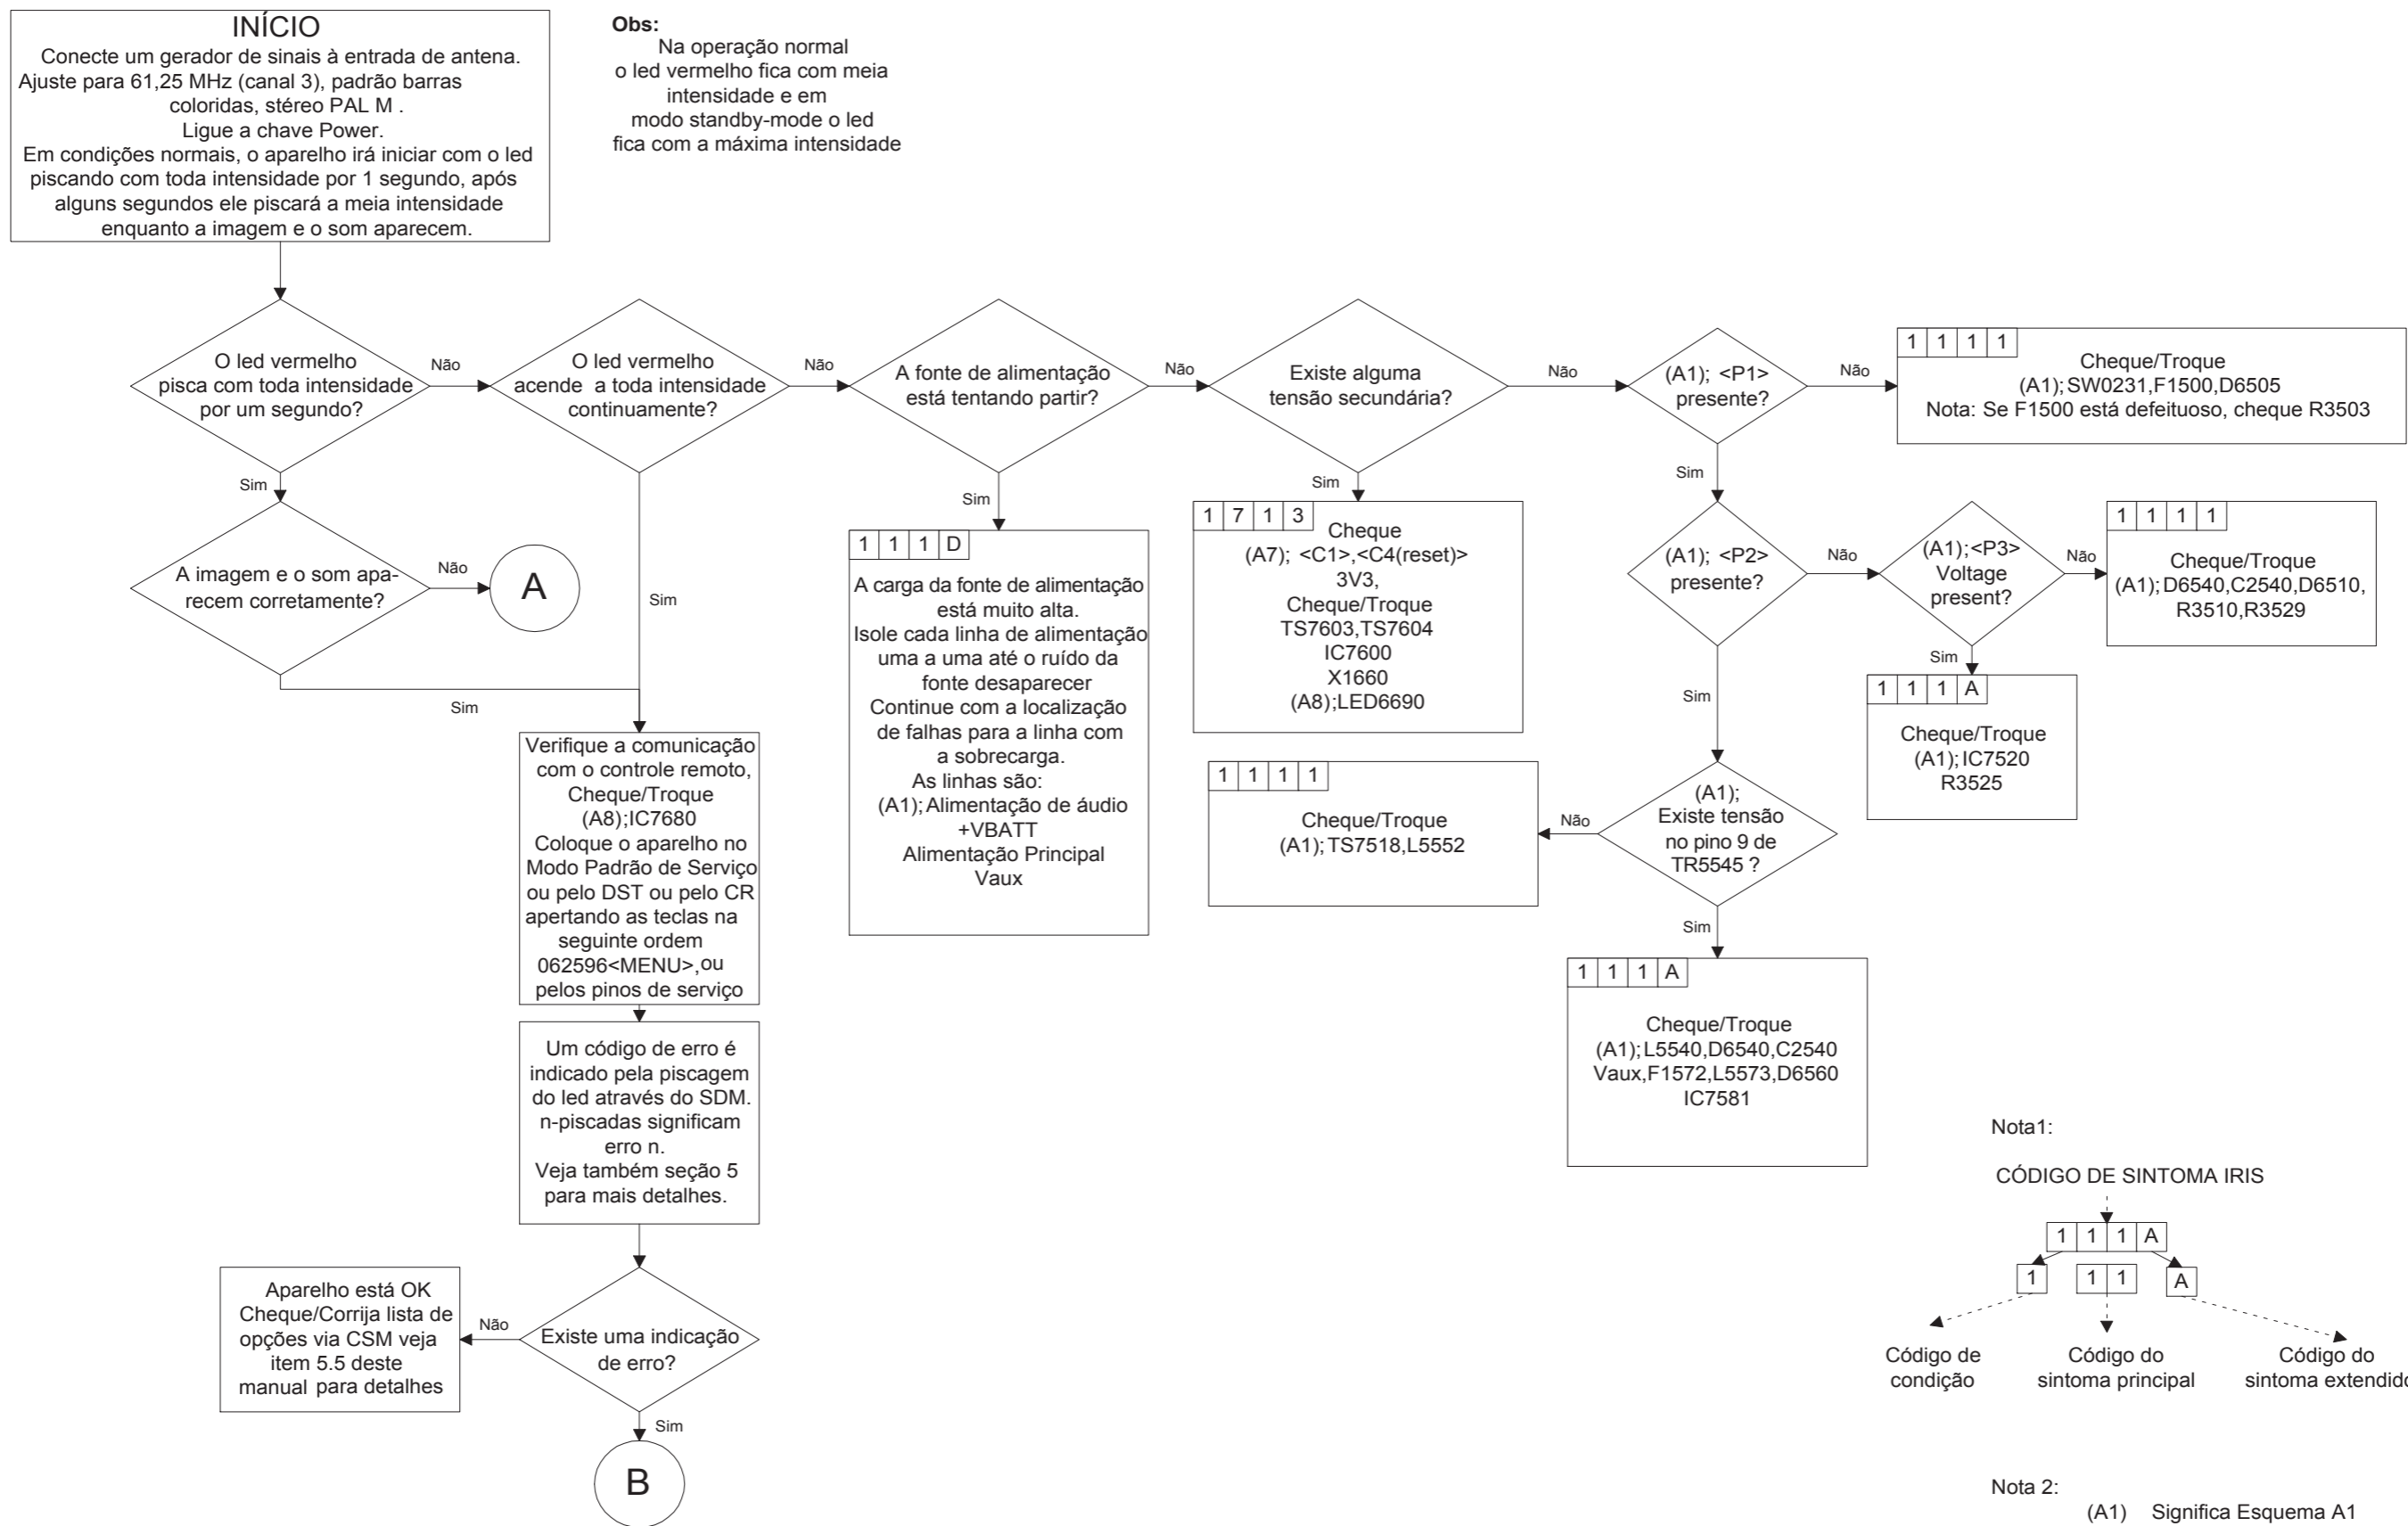 INÍCIO
Conecte um gerador de sinais à entrada de antena.
Ajuste para 61,25 MHz (canal 3), padrão barras
coloridas, stéreo PAL M .
Ligue a chave Power.
Em condições normais, o aparelho irá iniciar com o led
piscando com toda intensidade por 1 segundo, após
alguns segundos ele piscará a meia intensidade
enquanto a imagem e o som aparecem.
Obs:
Na operação normal
o led vermelho fica com meia
intensidade e em
modo standby-mode o led
fica com a máxima intensidade
O led vermelho
pisca com toda intensidade
por um segundo?
Não
Sim
O led vermelho
acende a toda intensidade
continuamente?
Não
Sim
A fonte de alimentação
está tentando partir?
Não
Sim
Existe alguma
tensão secundária?
Não
Sim
(A1); <P1>
presente?
Não
Sim
1 1 1 1
Cheque/Troque
(A1);SW0231,F1500,D6505
Nota: Se F1500 está defeituoso, cheque R3503
A imagem e o som apa-
recem corretamente?
Não
A
Sim
1 1 1 D
A carga da fonte de alimentação
está muito alta.
Isole cada linha de alimentação
uma a uma até o ruído da
fonte desaparecer
Continue com a localização
de falhas para a linha com
a sobrecarga.
As linhas são:
(A1);Alimentação de áudio
+VBATT
Alimentação Principal
Vaux
1 7 1 3
Cheque
(A7); <C1>,<C4(reset)>
3V3,
Cheque/Troque
TS7603,TS7604
IC7600
X1660
(A8);LED6690
(A1); <P2>
presente?
Não
Sim
(A1);<P3>
Voltage
present?
Não
Sim
1 1 1 1
Cheque/Troque
(A1);D6540,C2540,D6510,
R3510,R3529
1 1 1 A
Cheque/Troque
(A1);IC7520
R3525
Verifique a comunicação
com o controle remoto,
Cheque/Troque
(A8);IC7680
Coloque o aparelho no
Modo Padrão de Serviço
ou pelo DST ou pelo CR
apertando as teclas na
seguinte ordem
062596<MENU>,ou
pelos pinos de serviço
1 1 1 1
Cheque/Troque
(A1);TS7518,L5552
Não
(A1);
Existe tensão
no pino 9 de
TR5545 ?
Sim
1 1 1 A
Cheque/Troque
(A1);L5540,D6540,C2540
Vaux,F1572,L5573,D6560
IC7581
Um código de erro é
indicado pela piscagem
do led através do SDM.
n-piscadas significam
erro n.
Veja também seção 5
para mais detalhes.
Aparelho está OK
Cheque/Corrija lista de
opções via CSM veja
item 5.5 deste
manual para detalhes
Não
Existe uma indicação
de erro?
Sim
B
Nota1:
CÓDIGO DE SINTOMA IRIS
1 1 1 A
1 1 1 A
Código de
condição
Código do
sintoma principal
Código do
sintoma extendido
Nota 2:
(A1) Significa Esquema A1